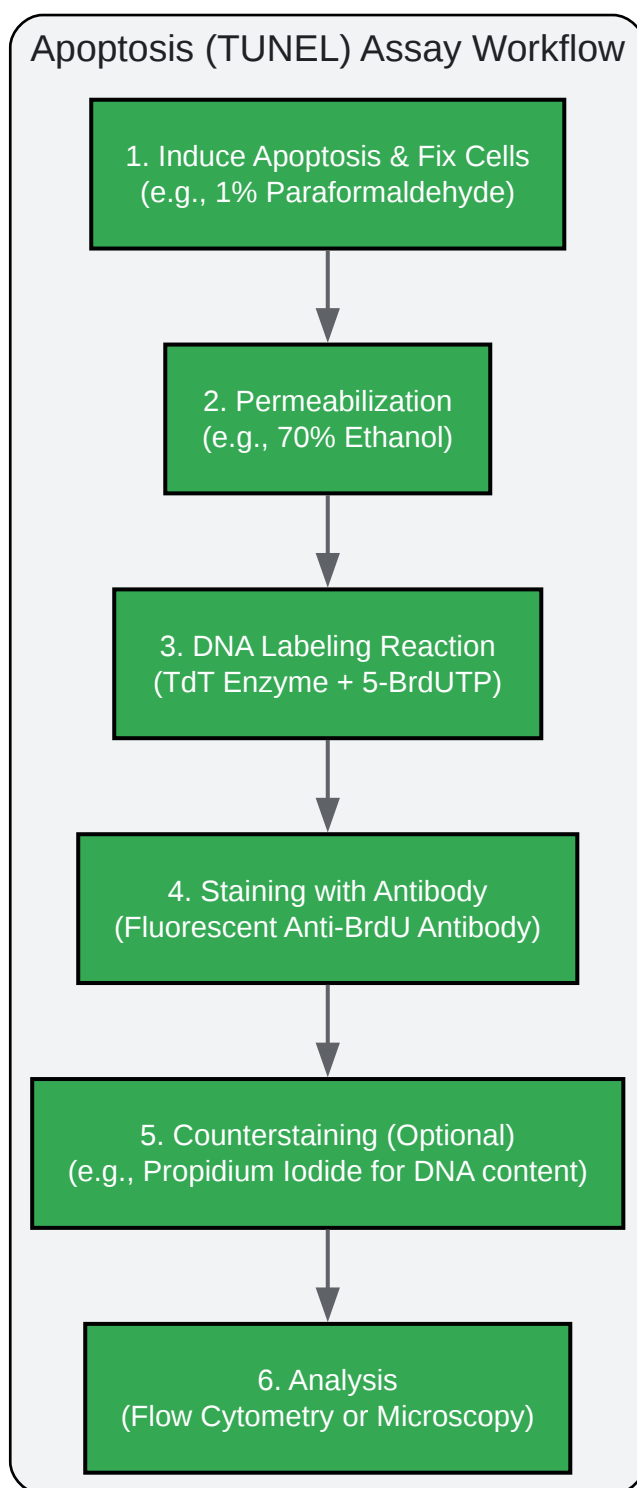 Apoptosis (TUNEL) Assay Workflow
1. Induce Apoptosis & Fix Cells
(e.g., 1% Paraformaldehyde)
2. Permeabilization
(e.g., 70% Ethanol)
3. DNA Labeling Reaction
(TdT Enzyme + 5-BrdUTP)
4. Staining with Antibody
(Fluorescent Anti-BrdU Antibody)
5. Counterstaining (Optional)
(e.g., Propidium Iodide for DNA content)
6. Analysis
(Flow Cytometry or Microscopy)